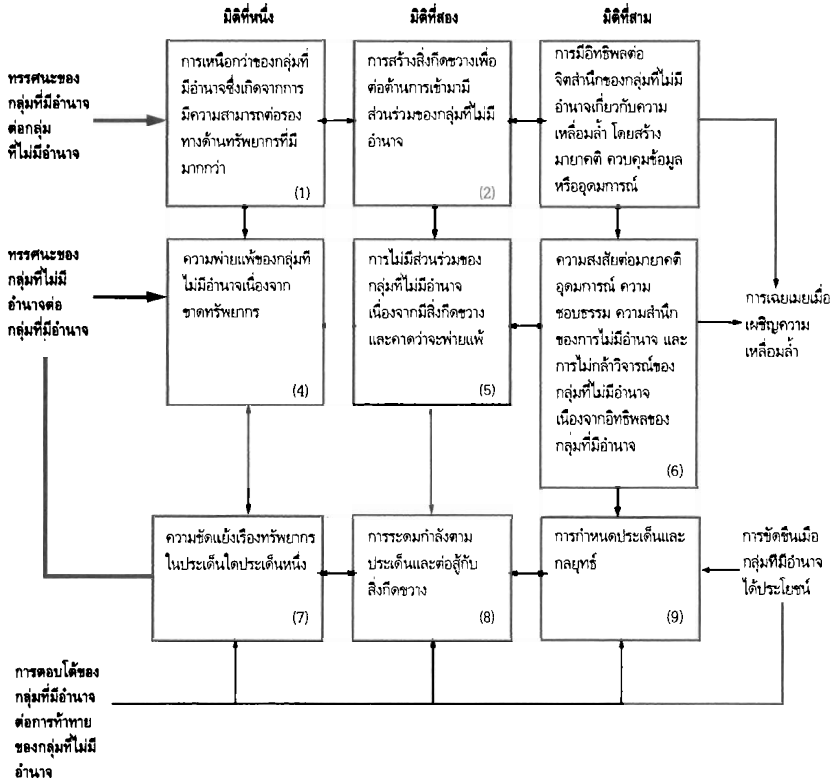 มิติที่หนึ่ง
มิติที่สอง
มิติที่สาม
ทรรศนะของ
กลุ่มที่มีอำนาจ
ต่อกลุ่ม
ที่ไม่มีอำนาจ
การเหนือกว่าของกลุ่มที่
มีอำนาจซึ่งเกิดจากการ
มีความสามารถต่อรอง
ทางด้านทรัพยากรที่มี
มากกว่า
(1)
การสร้างสิ่งกีดขวางเพื่อ
ต่อต้านการเข้ามามี
ส่วนร่วมของกลุ่มที่ไม่มี
อำนาจ
(2)
การมีอิทธิพลต่อ
จิตสำนึกของกลุ่มที่ไม่มี
อำนาจเกี่ยวกับความ
เหลื่อมล้ำ โดยสร้าง
มายาคติ ควบคุมข้อมูล
หรืออุดมการณ์
(3)
ทรรศนะของ
กลุ่มที่ไม่มี
อำนาจต่อ
กลุ่มที่มีอำนาจ
ความพ่ายแพ้ของกลุ่มที่
ไม่มีอำนาจเนื่องจาก
ขาดทรัพยากร
(4)
การไม่มีส่วนร่วมของ
กลุ่มที่ไม่มีอำนาจ
เนื่องจากมีสิ่งกีดขวาง
และคาดว่าจะพ่ายแพ้
(5)
ความสงสัยต่อมายาคติ
อุดมการณ์ ความ
ชอบธรรม ความสำนึก
ของการไม่มีอำนาจ และ
การไม่กล้าวิจารณ์ของ
กลุ่มที่ไม่มีอำนาจ
เนื่องจากอิทธิพลของ
กลุ่มที่มีอำนาจ
(6)
การเฉยเมยเมื่อ
เผชิญความ
เหลื่อมล้ำ
ความขัดแย้งเรื่องทรัพยากร
ในประเด็นใดประเด็นหนึ่ง
(7)
การระดมกำลังตาม
ประเด็นและต่อสู้กับ
สิ่งกีดขวาง
(8)
การกำหนดประเด็นและ
กลยุทธ์
(9)
การขัดขืนเมื่อ
กลุ่มที่มีอำนาจ
ได้ประโยชน์
การตอบโต้ของ
กลุ่มที่มีอำนาจ
ต่อการท้าทาย
ของกลุ่มที่ไม่มี
อำนาจ